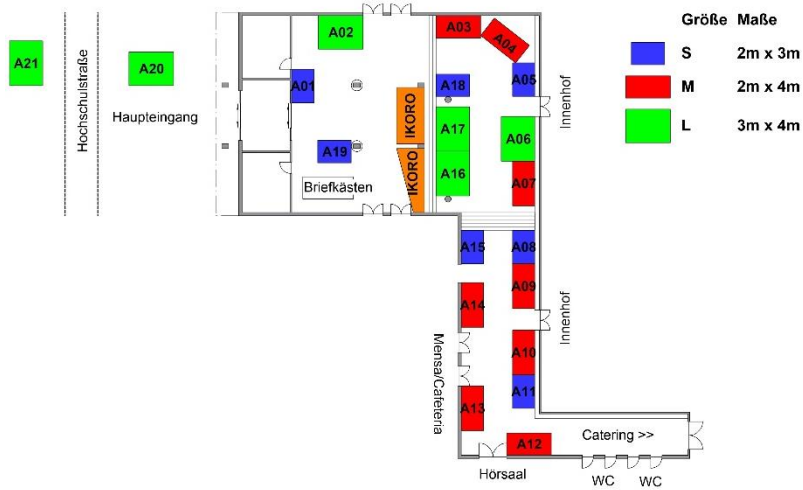 Größe Maße
S 2m x 3m
M 2m x 4m
L 3m x 4m
A21
Hochschulstraße
A20
Haupteingang
A01
A02
A19
Briefkästen
IKORO
IKORO
A03
A04
A05
A18
A17
A16
A06
A07
Innenhof
A15
A08
A09
A14
Innenhof
A10
A11
Mensa/Cafeteria
A13
A12
Catering >>
Hörsaal
WC
WC